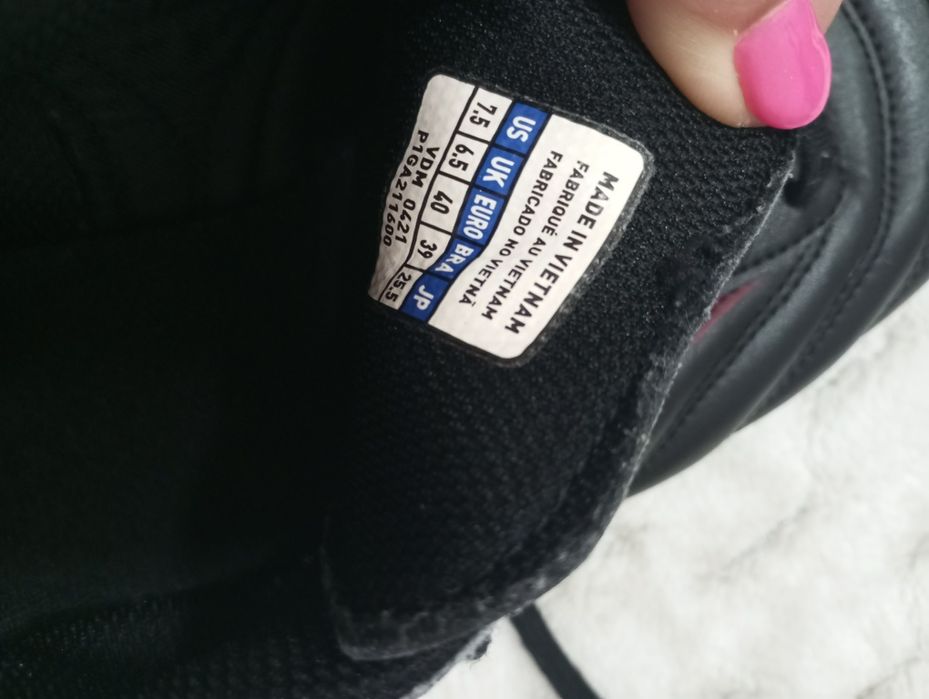 MADE IN VIETNAM
FABRIQUÉ AU VIETNAM
FABRICADO NO VIETNÃ
US UK EURO BRA JP
7.5 6.5 40 39 25.5
VDM 0421
P1GA211600